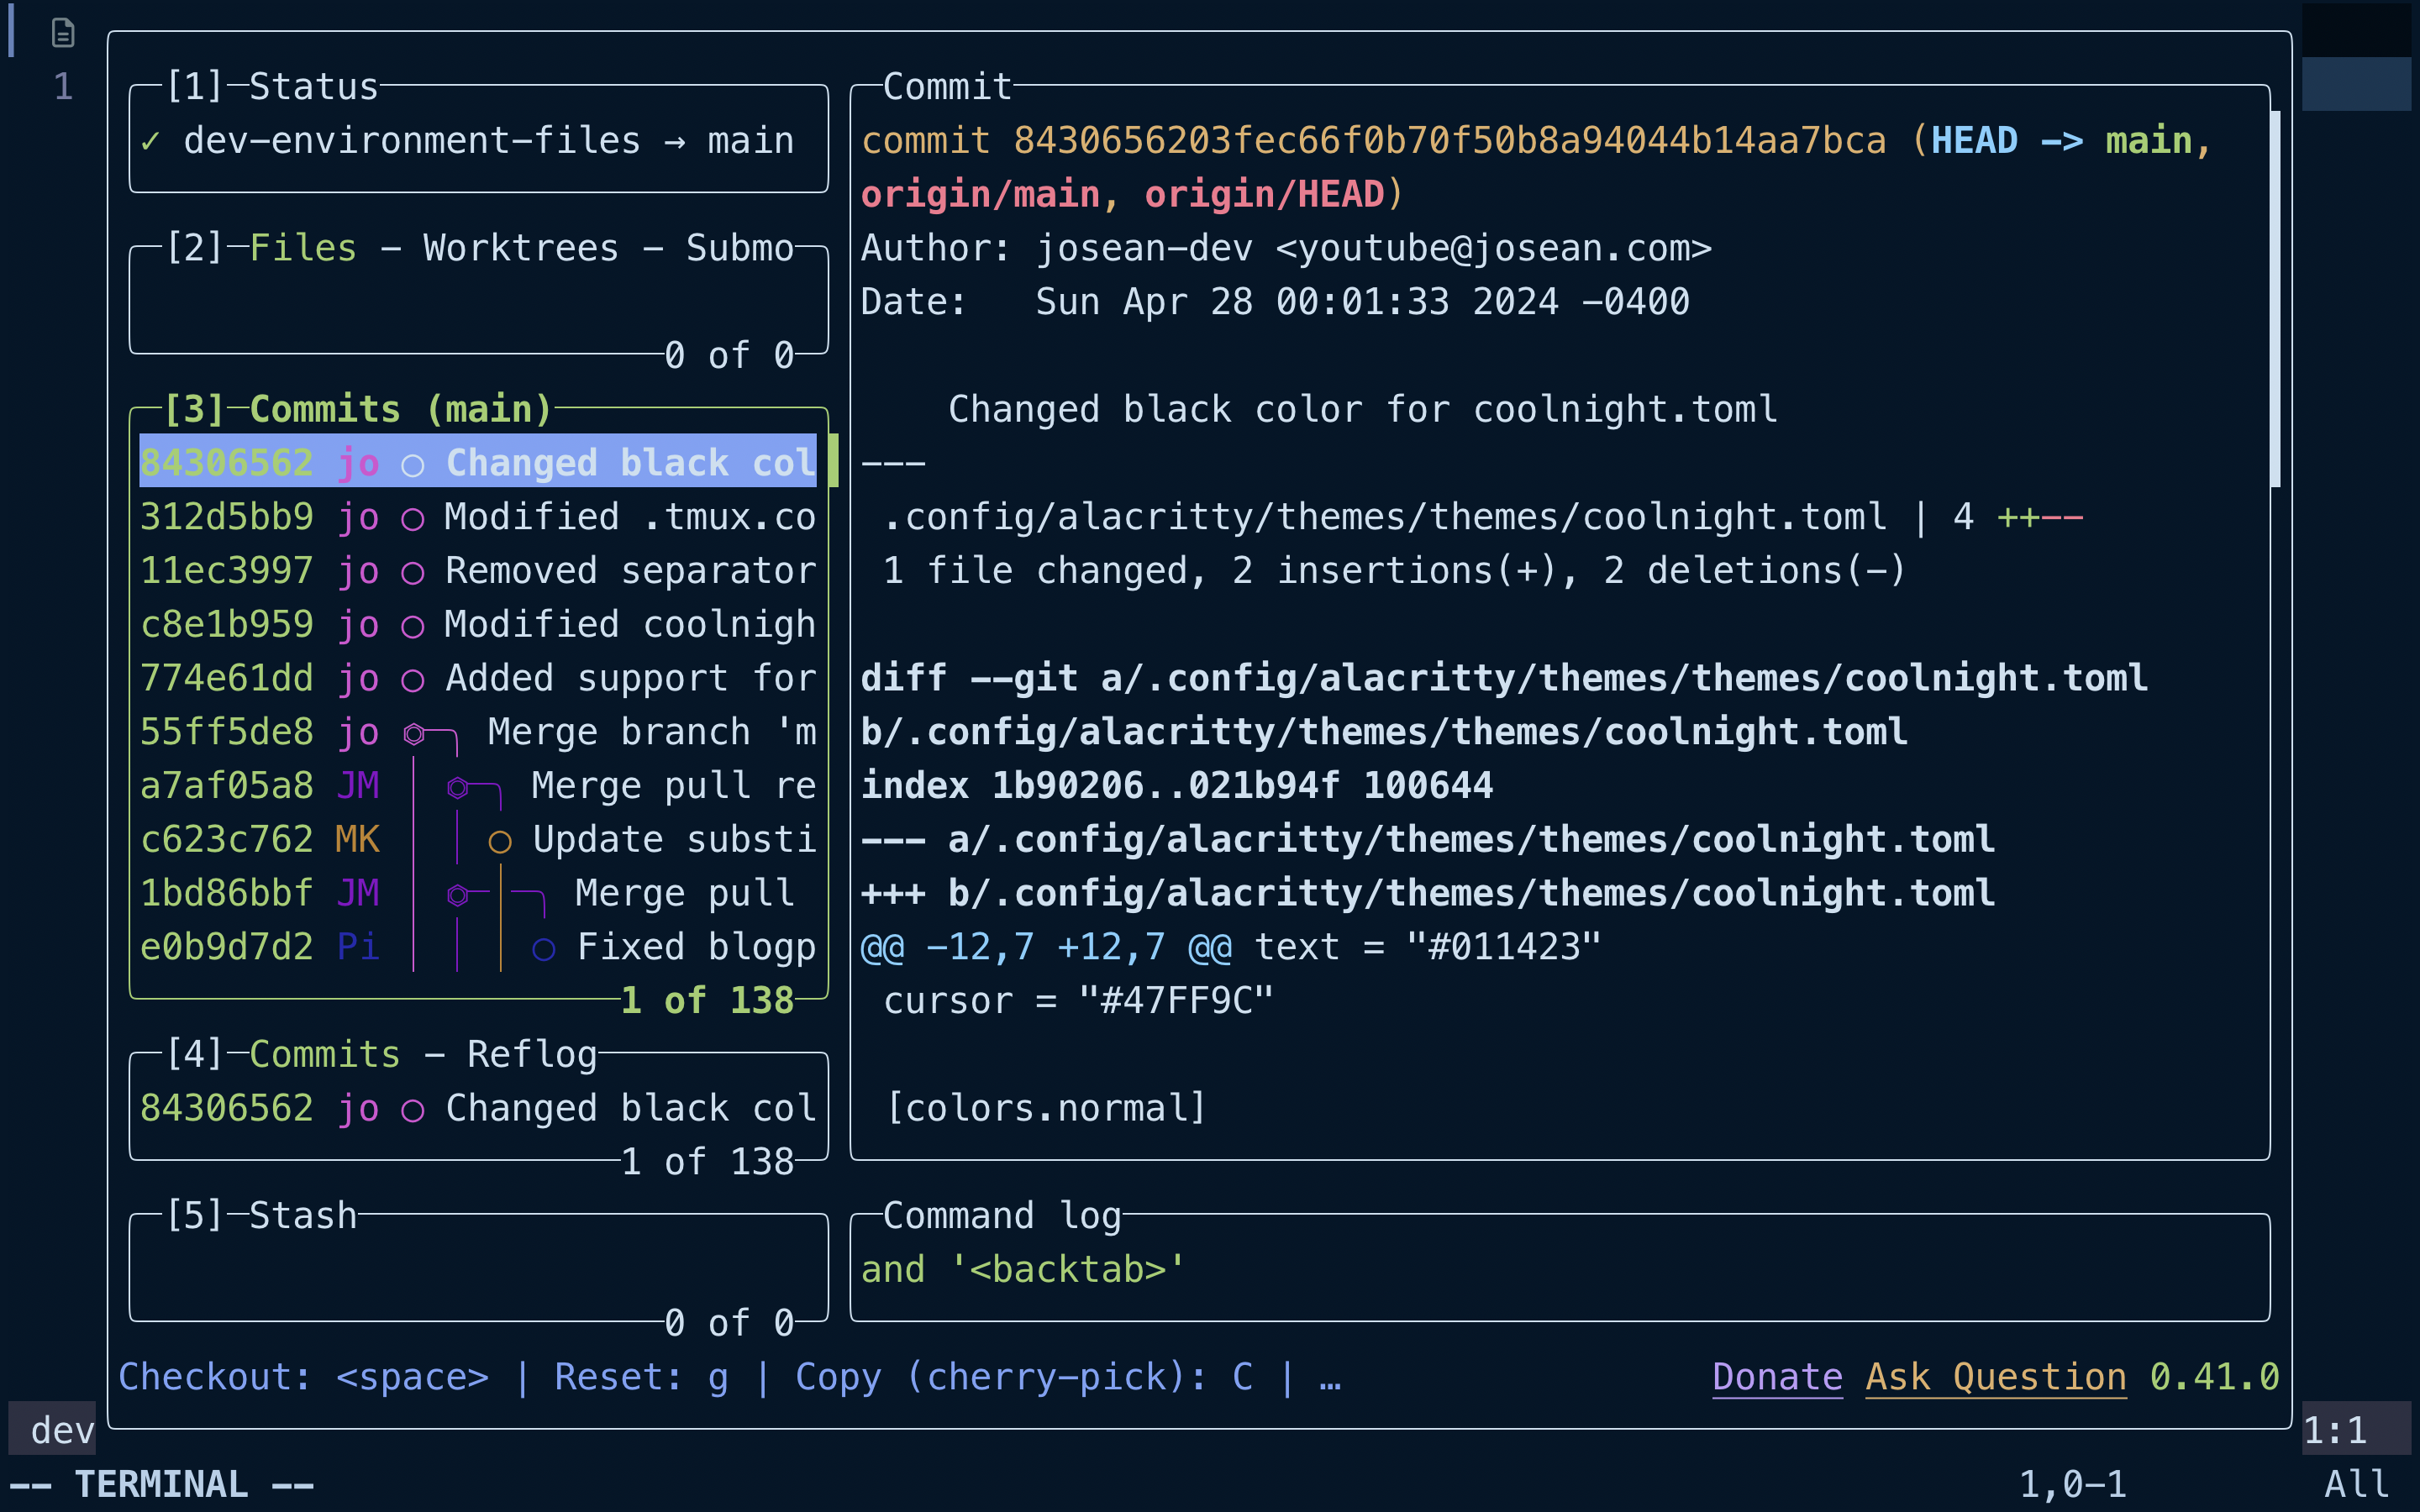 1
[1] Status
✓ dev-environment-files → main
[2] Files - Worktrees - Submo
0 of 0
[3] Commits (main)
84306562 jo ○ Changed black col
312d5bb9 jo ○ Modified .tmux.co
11ec3997 jo ○ Removed separator
c8e1b959 jo ○ Modified coolnigh
774e61dd jo ○ Added support for
55ff5de8 jo Merge branch 'm
a7af05a8 JM Merge pull re
c623c762 MK ○ Update substi
1bd86bbf JM Merge pull
e0b9d7d2 Pi ○ Fixed blogp
1 of 138
[4] Commits - Reflog
84306562 jo ○ Changed black col
1 of 138
[5] Stash
0 of 0
Commit
commit 8430656203fec66f0b70f50b8a94044b14aa7bca (HEAD -> main,
origin/main, origin/HEAD)
Author: josean-dev <youtube@josean.com>
Date:   Sun Apr 28 00:01:33 2024 -0400
Changed black color for coolnight.toml
---
.config/alacritty/themes/themes/coolnight.toml | 4 ++--
1 file changed, 2 insertions(+), 2 deletions(-)
diff --git a/.config/alacritty/themes/themes/coolnight.toml
b/.config/alacritty/themes/themes/coolnight.toml
index 1b90206..021b94f 100644
--- a/.config/alacritty/themes/themes/coolnight.toml
+++ b/.config/alacritty/themes/themes/coolnight.toml
@@ -12,7 +12,7 @@ text = "#011423"
cursor = "#47FF9C"
[colors.normal]
Command log
and '<backtab>'
Checkout: <space> | Reset: g | Copy (cherry-pick): C | …
Donate Ask Question 0.41.0
dev
1:1
-- TERMINAL --
1,0-1
All